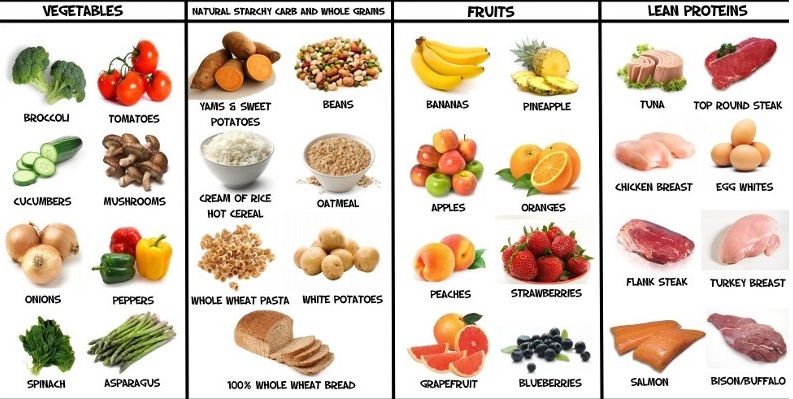 VEGETABLES
BROCCOLI
TOMATOES
CUCUMBERS
MUSHROOMS
ONIONS
PEPPERS
SPINACH
ASPARAGUS
NATURAL STARCHY CARB AND WHOLE GRAINS
YAMS & SWEET
POTATOES
BEANS
CREAM OF RICE
HOT CEREAL
OATMEAL
WHOLE WHEAT PASTA
WHITE POTATOES
100% WHOLE WHEAT BREAD
FRUITS
BANANAS
PINEAPPLE
APPLES
ORANGES
PEACHES
STRAWBERRIES
GRAPEFRUIT
BLUEBERRIES
LEAN PROTEINS
TUNA
TOP ROUND STEAK
CHICKEN BREAST
EGG WHITES
FLANK STEAK
TURKEY BREAST
SALMON
BISON/BUFFALO